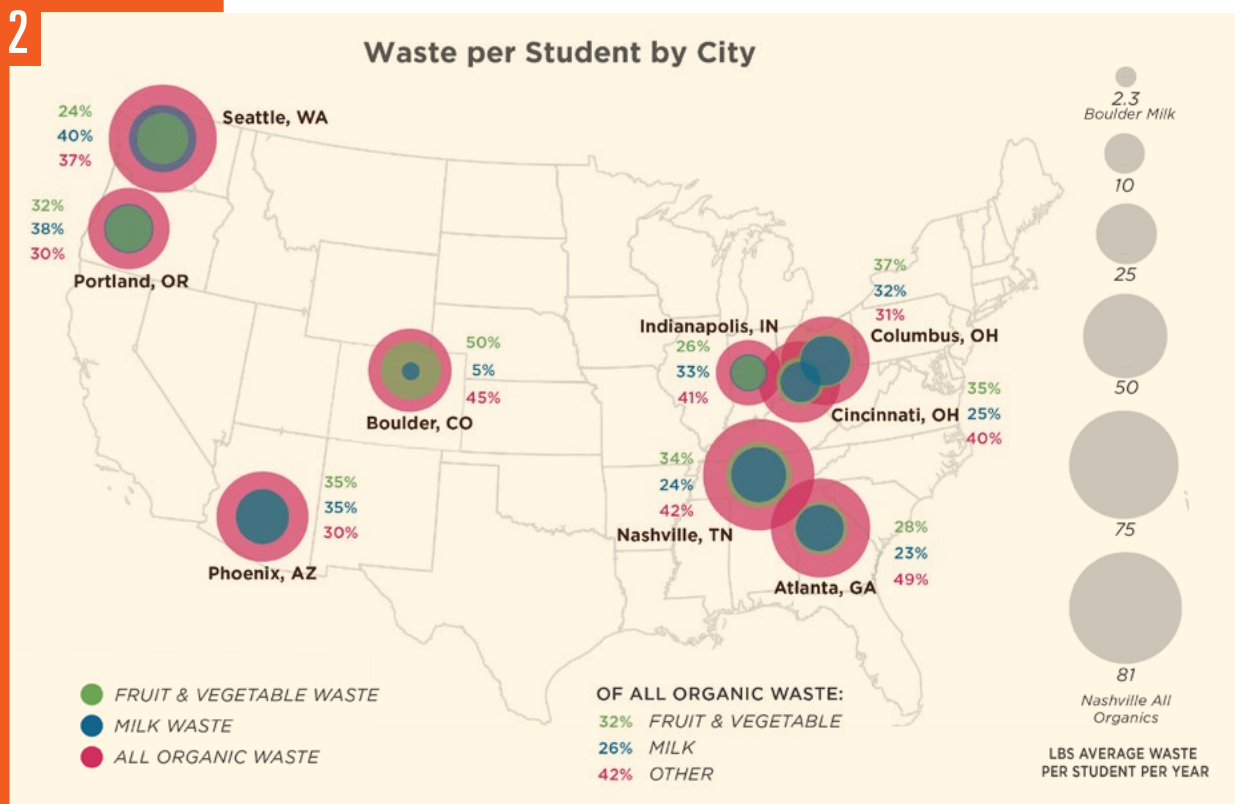 2
Waste per Student by City
24%
40%
37%
Seattle, WA
32%
38%
30%
Portland, OR
50%
5%
45%
Boulder, CO
35%
35%
30%
Phoenix, AZ
Indianapolis, IN
26%
33%
41%
37%
32%
31%
Columbus, OH
35%
25%
40%
Cincinnati, OH
34%
24%
42%
Nashville, TN
28%
23%
49%
Atlanta, GA
2.3
Boulder Milk
10
25
50
75
81
Nashville All
Organics
LBS AVERAGE WASTE
PER STUDENT PER YEAR
FRUIT & VEGETABLE WASTE
MILK WASTE
ALL ORGANIC WASTE
OF ALL ORGANIC WASTE:
32% FRUIT & VEGETABLE
26% MILK
42% OTHER